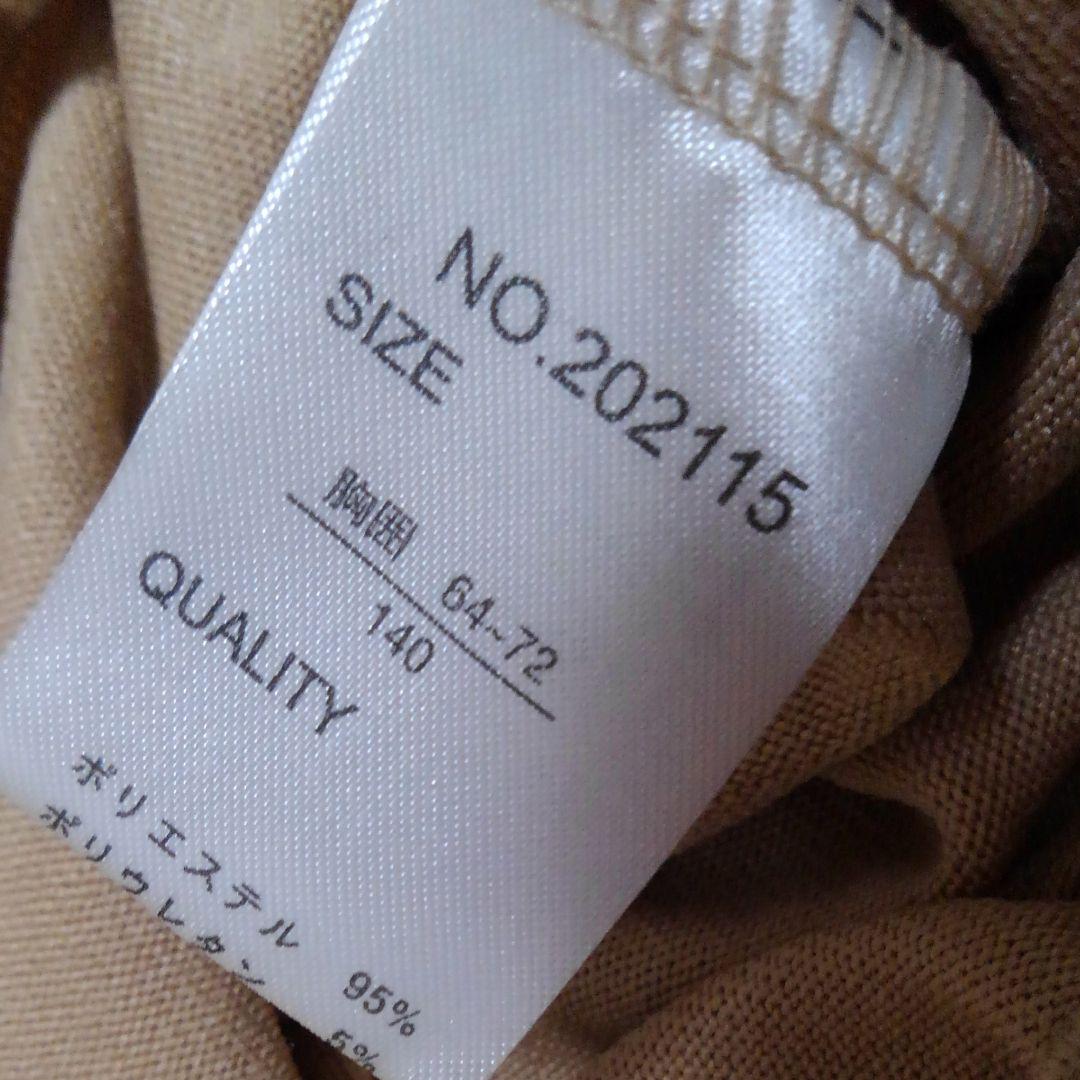 NO.202115
SIZE
胸囲 64~72
140
QUALITY
ポリエステル 95%
ポリウレタン 5%